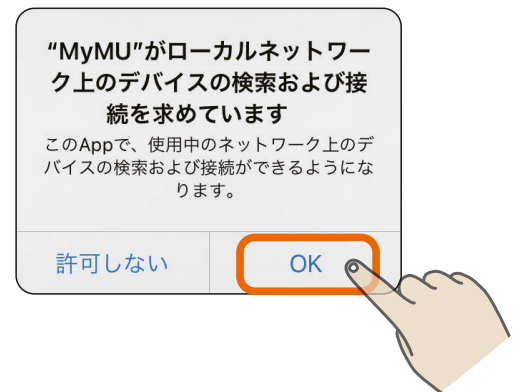 “MyMU”がローカルネットワー
ク上のデバイスの検索および接
続を求めています
このAppで、使用中のネットワーク上のデ
バイスの検索および接続ができるようにな
ります。
許可しない
OK